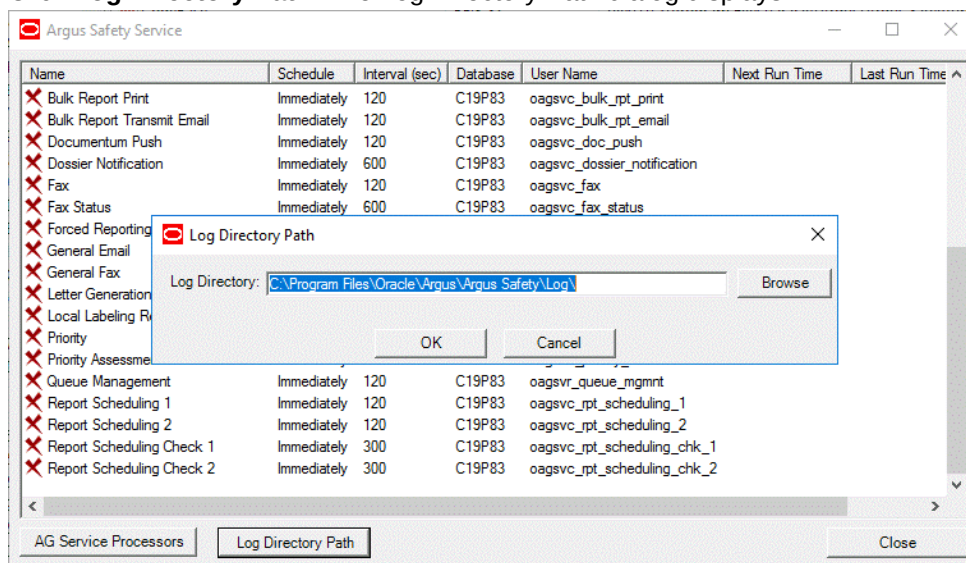 Argus Safety Service
Name Schedule Interval (sec) Database User Name Next Run Time Last Run Time
Bulk Report Print Immediately 120 C19P83 oagsvc_bulk_rpt_print
Bulk Report Transmit Email Immediately 120 C19P83 oagsvc_bulk_rpt_email
Documentum Push Immediately 120 C19P83 oagsvc_doc_push
Dossier Notification Immediately 600 C19P83 oagsvc_dossier_notification
Fax Immediately 120 C19P83 oagsvc_fax
Fax Status Immediately 600 C19P83 oagsvc_fax_status
Forced Reporting
General Email
General Fax
Letter Generation
Local Labeling
Priority
Priority
Log Directory Path
Log Directory: C:\Program Files\Oracle\Argus\Argus Safety\Log\ Browse
OK Cancel
Queue Management Immediately 120 C19P83 oagsvr_queue_mgmnt
Report Scheduling 1 Immediately 120 C19P83 oagsvc_rpt_scheduling_1
Report Scheduling 2 Immediately 120 C19P83 oagsvc_rpt_scheduling_2
Report Scheduling Check 1 Immediately 300 C19P83 oagsvc_rpt_scheduling_chk_1
Report Scheduling Check 2 Immediately 300 C19P83 oagsvc_rpt_scheduling_chk_2
AG Service Processors Log Directory Path Close